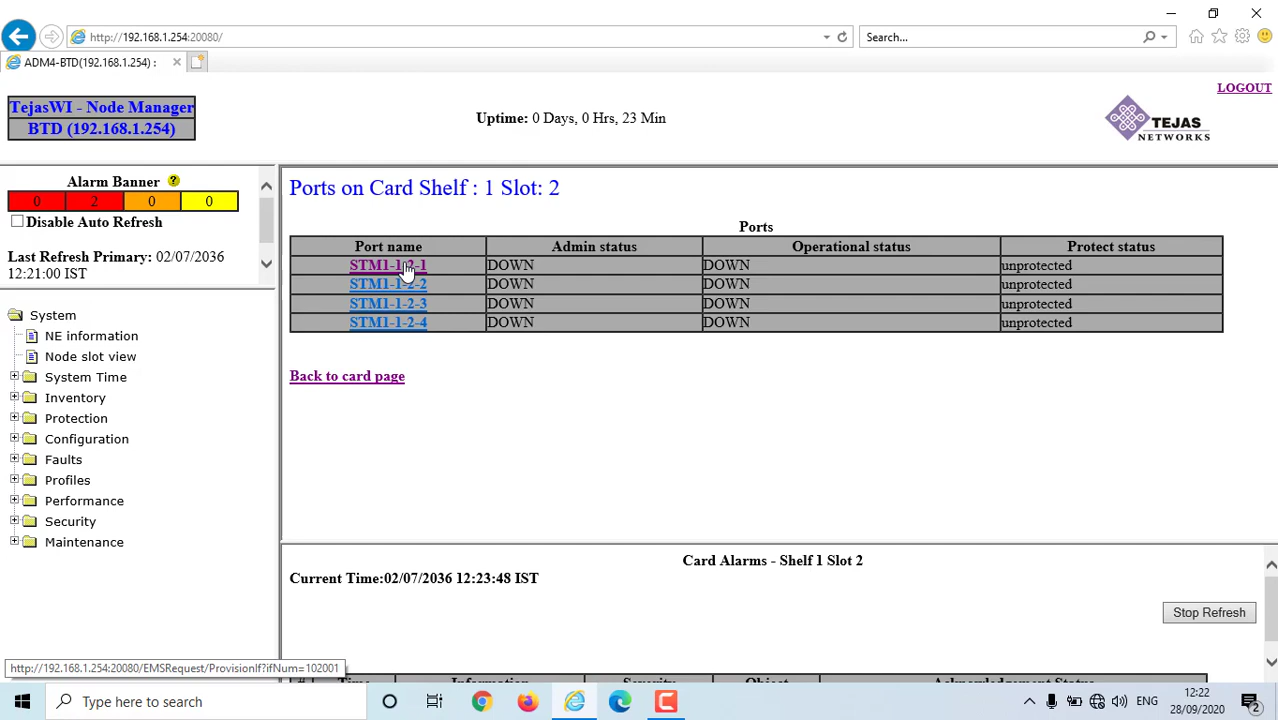 http://192.168.1.254:20080/
Search...
ADM4-BTD(192.168.1.254) :
LOGOUT
TejasWI - Node Manager
BTD (192.168.1.254)
Uptime: 0 Days, 0 Hrs, 23 Min
TEJAS
NETWORKS
Alarm Banner ?
0 2 0 0
Disable Auto Refresh
Last Refresh Primary: 02/07/2036
12:21:00 IST
System
NE information
Node slot view
System Time
Inventory
Protection
Configuration
Faults
Profiles
Performance
Security
Maintenance
Ports on Card Shelf : 1 Slot: 2
Ports
Port name Admin status Operational status Protect status
STM1-1-2-1 DOWN DOWN unprotected
STM1-1-2-2 DOWN DOWN unprotected
STM1-1-2-3 DOWN DOWN unprotected
STM1-1-2-4 DOWN DOWN unprotected
Back to card page
Card Alarms - Shelf 1 Slot 2
Current Time:02/07/2036 12:23:48 IST
Stop Refresh
# Time Information Severity Object Acknowledgement Status
http://192.168.1.254:20080/EMSRequest/ProvisionIf?ifNum=102001
Type here to search
ENG
12:22
28/09/2020
2